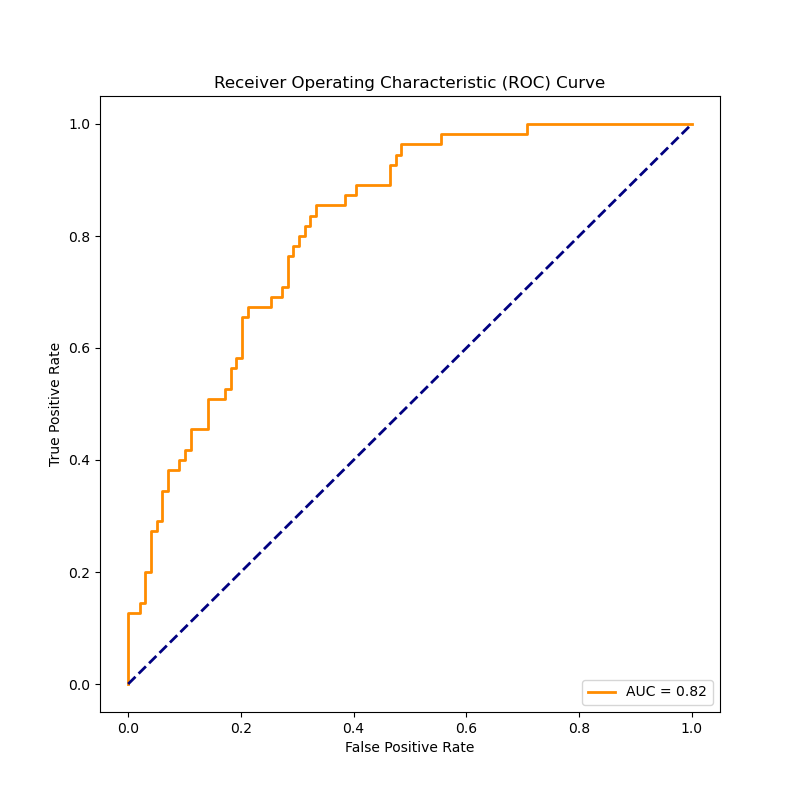 Receiver Operating Characteristic (ROC) Curve
1.0
0.8
0.6
0.4
0.2
0.0
True Positive Rate
AUC = 0.82
0.0 0.2 0.4 0.6 0.8 1.0
False Positive Rate